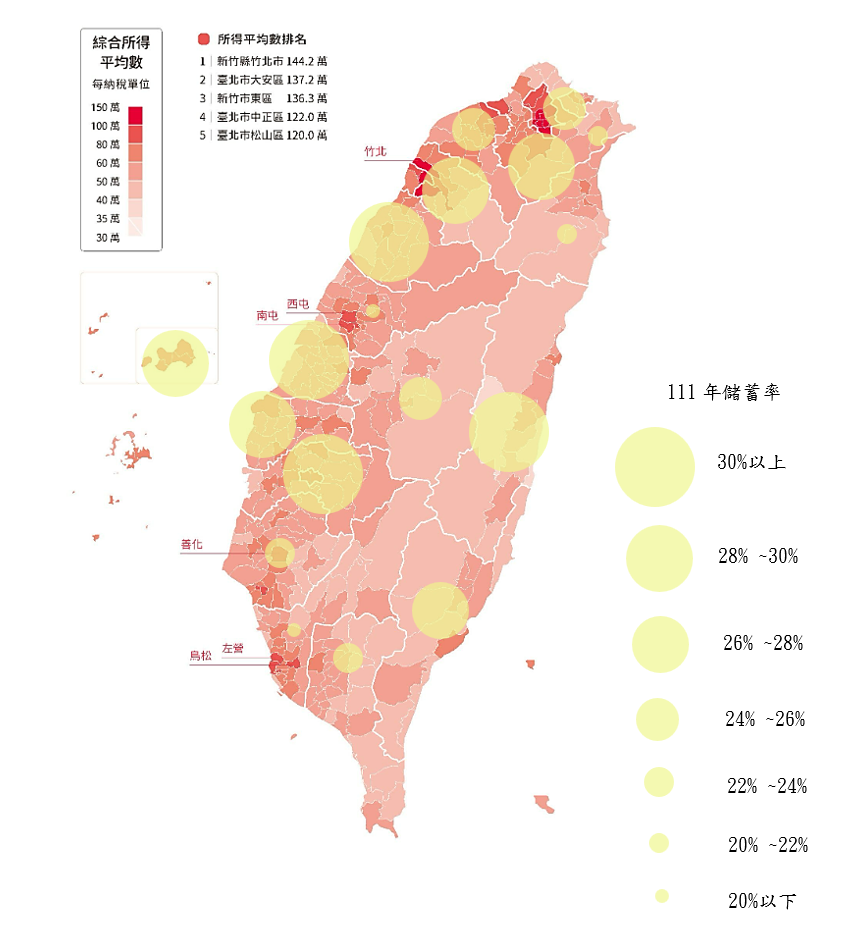 綜合所得
平均數
每納稅單位
150 萬
100 萬
80 萬
60 萬
50 萬
40 萬
35 萬
30 萬
所得平均數排名
1 | 新竹縣竹北市 144.2 萬
2 | 臺北市大安區 137.2 萬
3 | 新竹市東區 136.3 萬
4 | 臺北市中正區 122.0 萬
5 | 臺北市松山區 120.0 萬
竹北
西屯
南屯
善化
左營
鳥松
111 年儲蓄率
30%以上
28% ~30%
26% ~28%
24% ~26%
22% ~24%
20% ~22%
20%以下